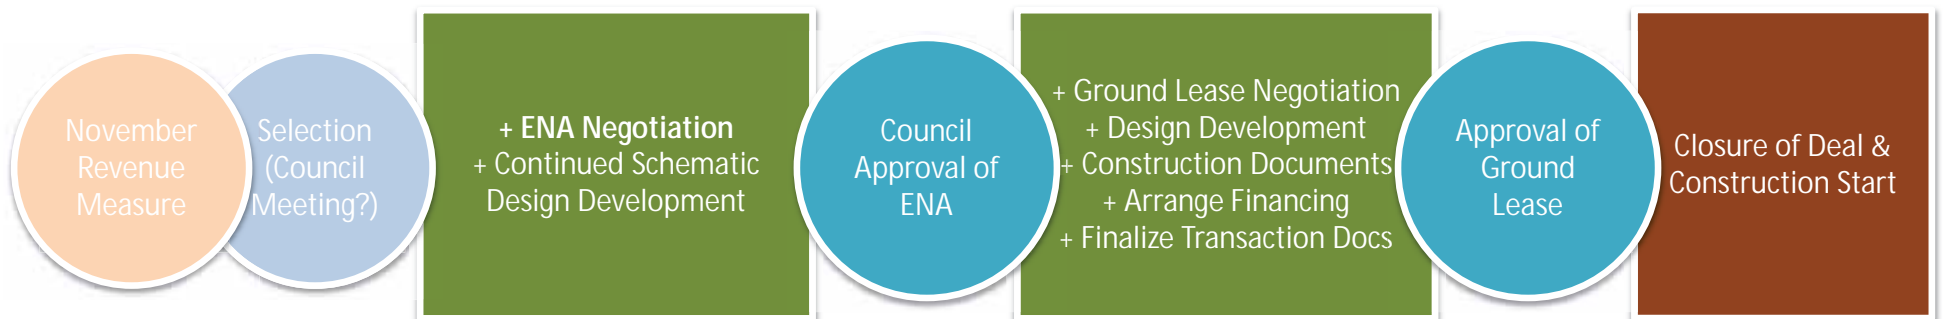 November
Revenue
Measure
Selection
(Council
Meeting?)
+ ENA Negotiation
+ Continued Schematic
Design Development
Council
Approval of
ENA
+ Ground Lease Negotiation
+ Design Development
+ Construction Documents
+ Arrange Financing
+ Finalize Transaction Docs
Approval of
Ground
Lease
Closure of Deal &
Construction Start